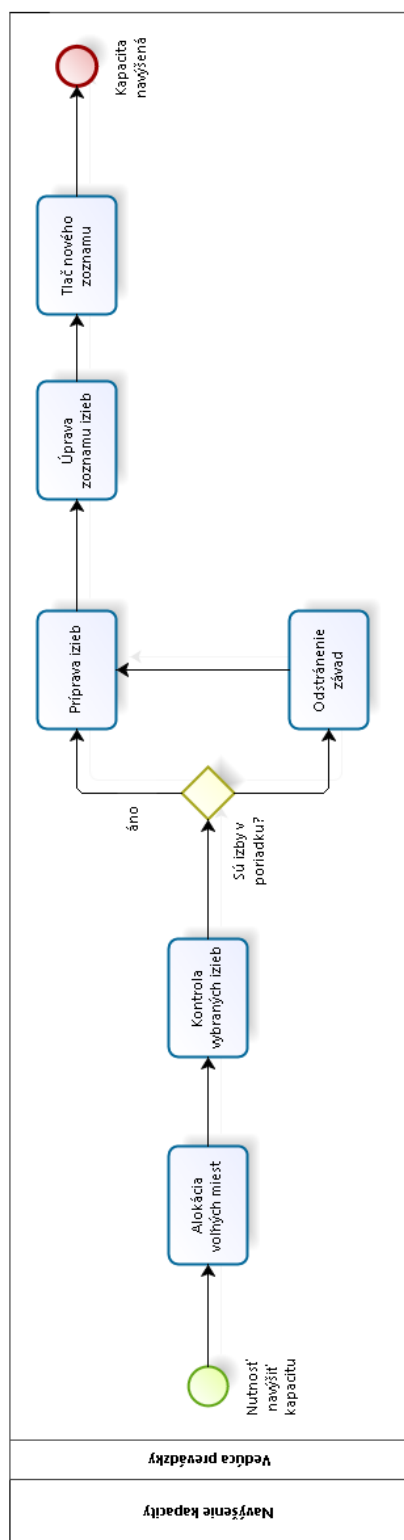 Navýšenie kapacity
Vedúca prevádzky
Nutnosť
navýšiť
kapacitu
Alokácia
voľných miest
Kontrola
vybraných izieb
Sú izby v
poriadku?
áno
Príprava izieb
Odstránenie
závad
Úprava
zoznamu izieb
Tlač nového
zoznamu
Kapacita
navýšená